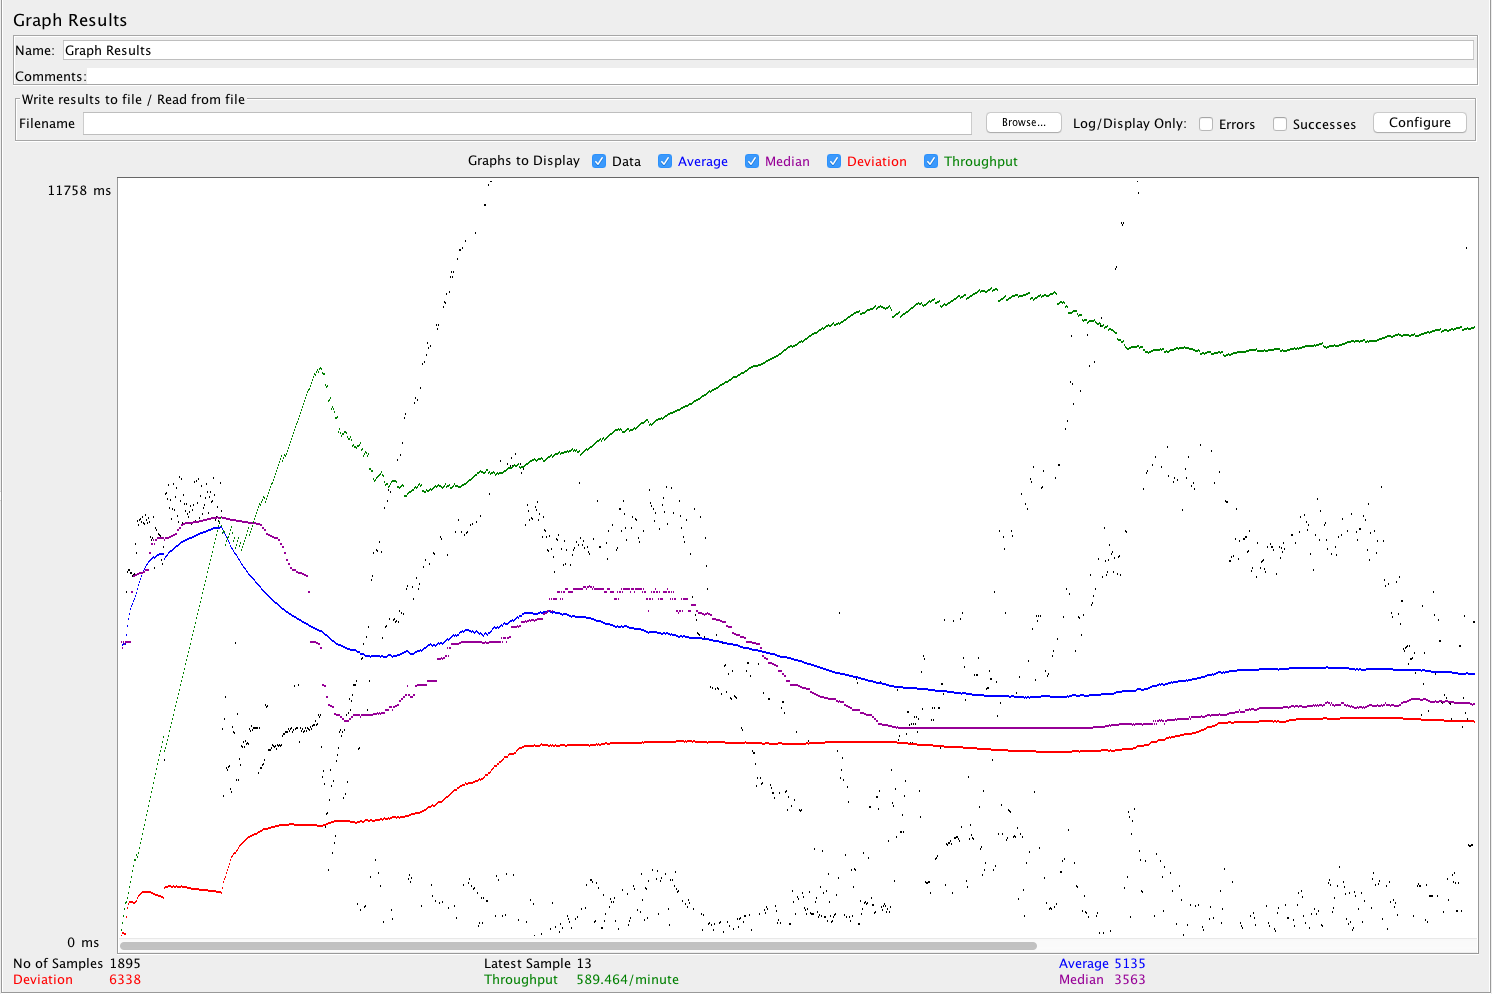 Graph Results
Name: Graph Results
Comments:
Write results to file / Read from file
Filename Browse... Log/Display Only: Errors Successes Configure
Graphs to Display Data Average Median Deviation Throughput
11758 ms
0 ms
No of Samples 1895 Latest Sample 13 Average 5135
Deviation 6338 Throughput 589.464/minute Median 3563